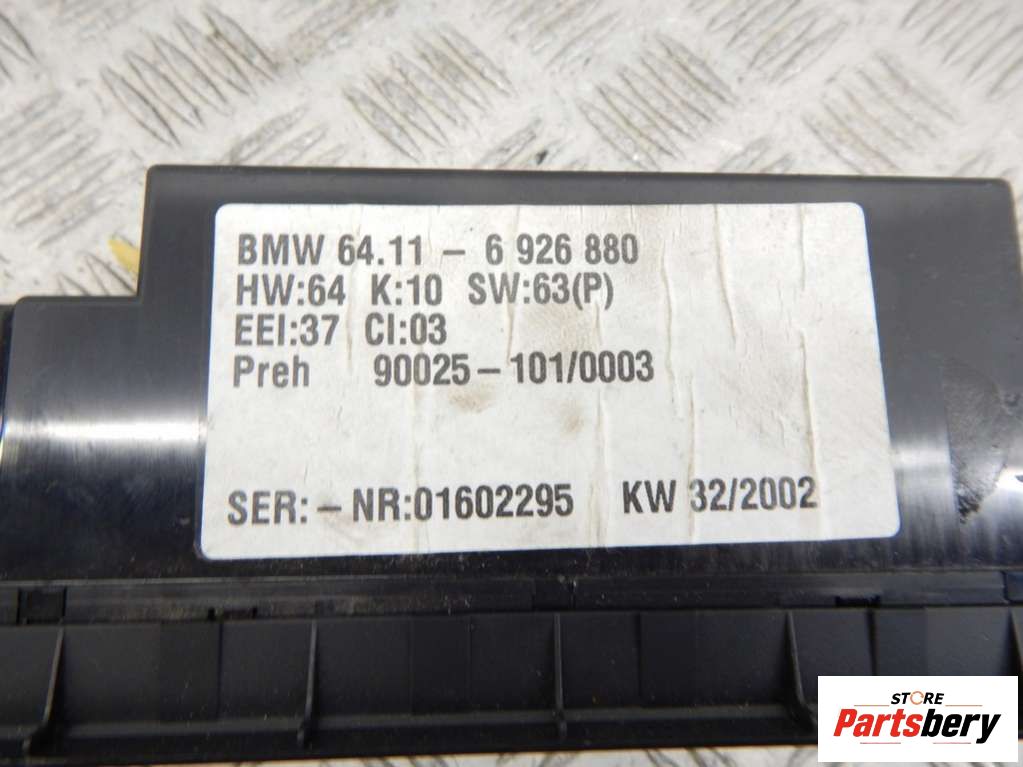 BMW 64.11 – 6 926 880
HW:64 K:10 SW:63(P)
EEI:37 CI:03
Preh 90025 – 101/0003
SER: – NR:01602295 KW 32/2002
STORE
Partsbery